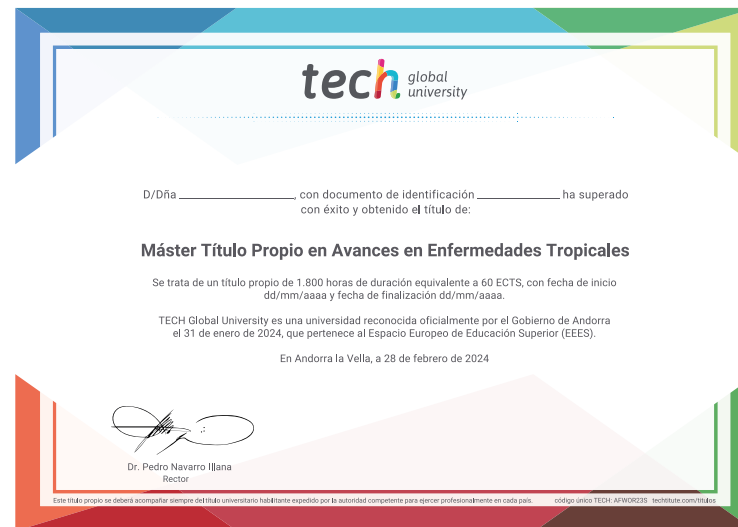 tech global university
D/Dña ____________________, con documento de identificación ______________ ha superado
con éxito y obtenido el título de:
Máster Título Propio en Avances en Enfermedades Tropicales
Se trata de un título propio de 1.800 horas de duración equivalente a 60 ECTS, con fecha de inicio
dd/mm/aaaa y fecha de finalización dd/mm/aaaa.
TECH Global University es una universidad reconocida oficialmente por el Gobierno de Andorra
el 31 de enero de 2024, que pertenece al Espacio Europeo de Educación Superior (EEES).
En Andorra la Vella, a 28 de febrero de 2024
Dr. Pedro Navarro Illana
Rector
Este título propio se deberá acompañar siempre del título universitario habilitante expedido por la autoridad competente para ejercer profesionalmente en cada país. código único TECH: AFWOR23S techtitute.com/titulos